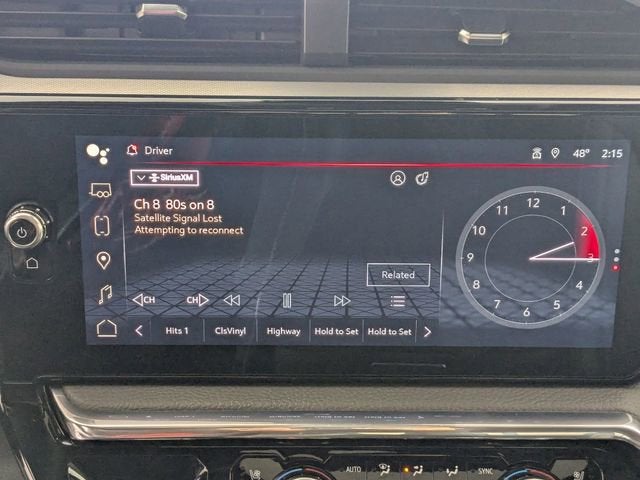 Driver 48° 2:15
SiriusXM
Ch 8 80s on 8
Satellite Signal Lost
Attempting to reconnect
Related
CH CH
Hits 1 ClsVinyl Highway Hold to Set Hold to Set
12
1
2
3
4
5
6
7
8
9
10
11
AUTO SYNC